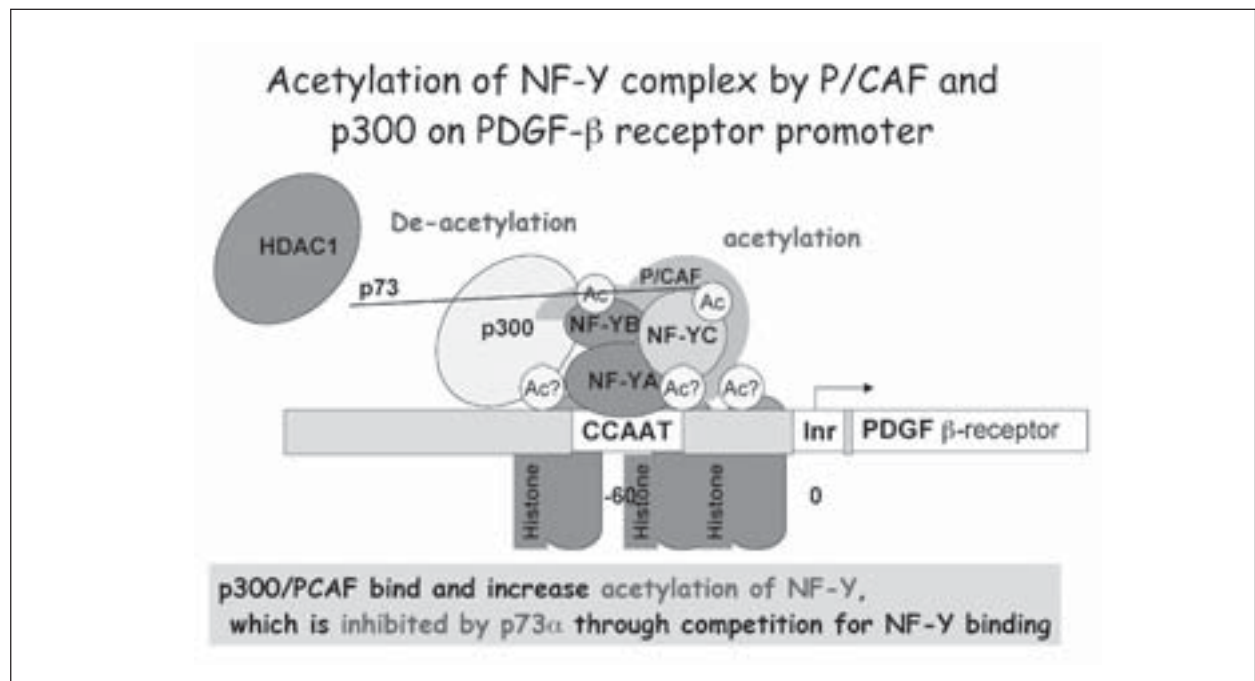 Acetylation of NF-Y complex by P/CAF and
p300 on PDGF-β receptor promoter
De-acetylation
acetylation
HDAC1
p73
P/CAF
Ac
Ac
p300
NF-YB
NF-YC
NF-YA
Ac?
Ac?
Ac?
CCAAT
Inr
PDGF β-receptor
Histone
-60
Histone
Histone
0
p300/PCAF bind and increase acetylation of NF-Y,
which is inhibited by p73α through competition for NF-Y binding